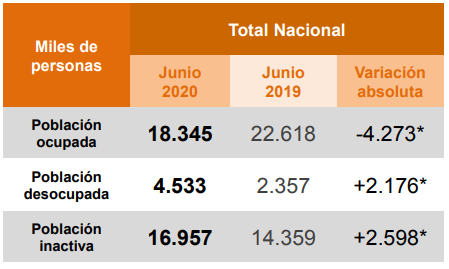 Miles de
personas
Total Nacional
Junio
2020
Junio
2019
Variación
absoluta
Población
ocupada
18.345
22.618
-4.273*
Población
desocupada
4.533
2.357
+2.176*
Población
inactiva
16.957
14.359
+2.598*